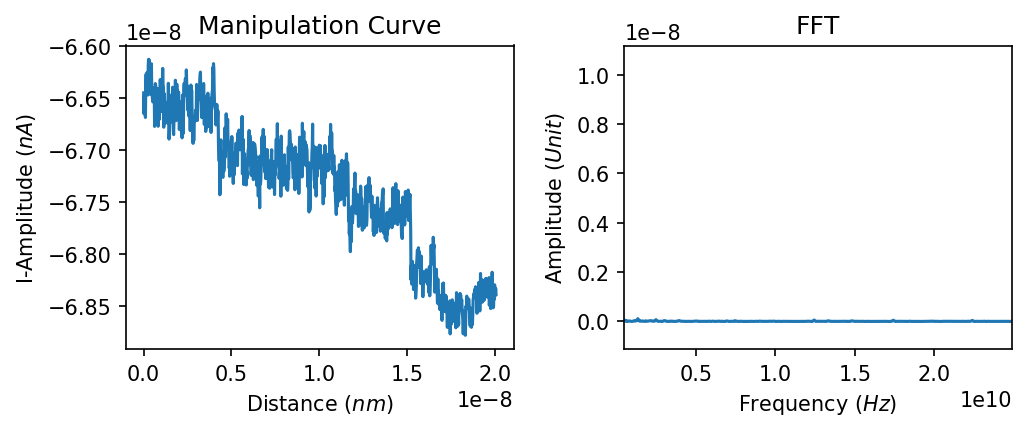 Manipulation Curve
1e−8
−6.60
−6.65
−6.70
−6.75
−6.80
−6.85
I-Amplitude (nA)
0.0 0.5 1.0 1.5 2.0
1e−8
Distance (nm)
FFT
1e−8
1.0
0.8
0.6
0.4
0.2
0.0
Amplitude (Unit)
0.5 1.0 1.5 2.0
1e10
Frequency (Hz)